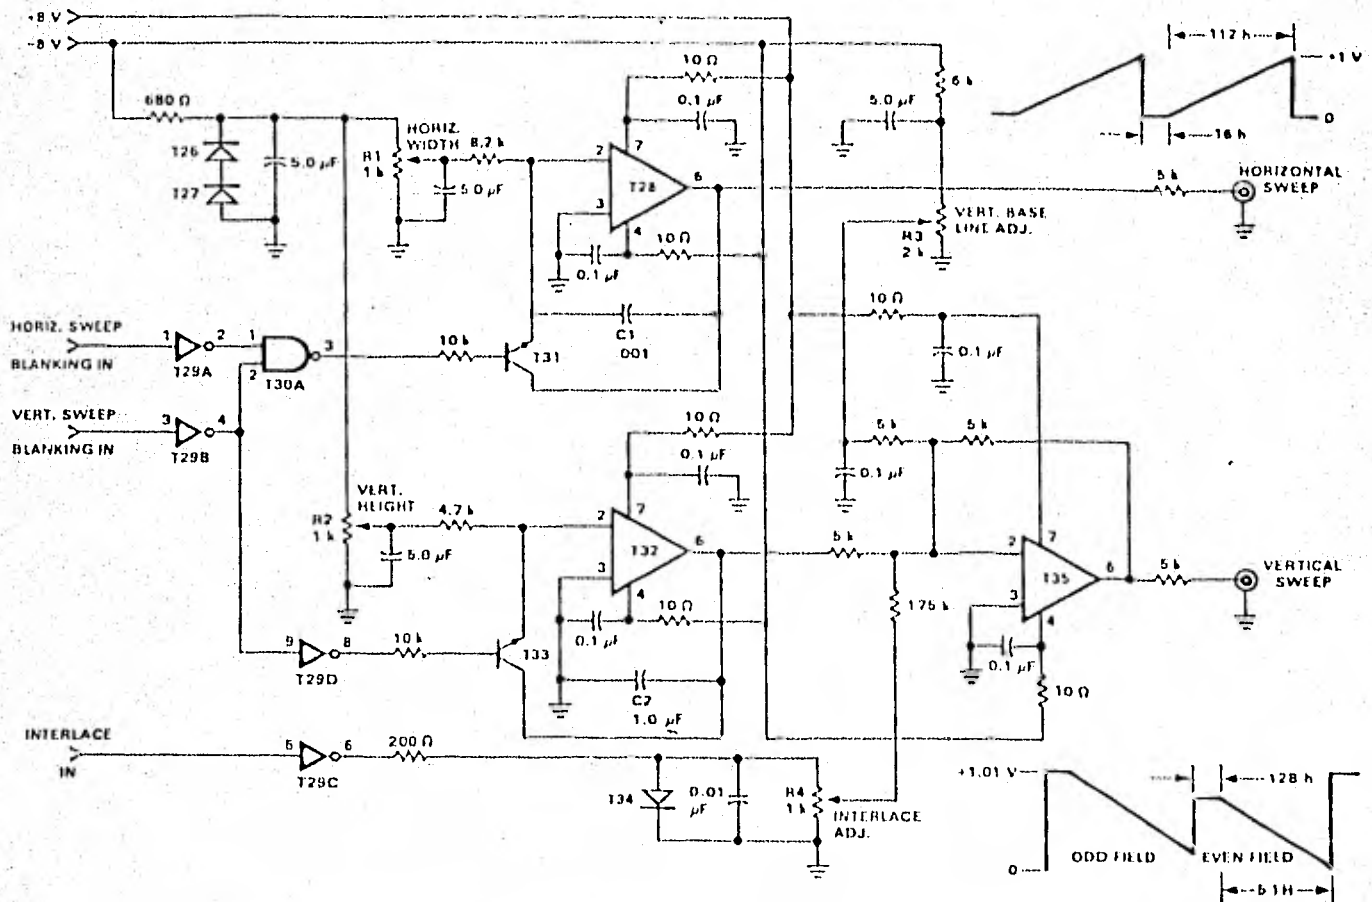 +8 V
-8 V
680 Ω
T26
T27
5.0 µF
HORIZ.
WIDTH
R1
1 k
8.2 k
5.0 µF
2
7
T28
6
3
4
10 Ω
0.1 µF
10 Ω
0.1 µF
C1
.001
6 k
5.0 µF
112 h
+1 V
0
16 h
5 k
HORIZONTAL
SWEEP
VERT. BASE
LINE ADJ.
R3
2 k
HORIZ. SWEEP
BLANKING IN
1
2
T29A
1
2
3
T30A
10 k
T31
VERT. SWEEP
BLANKING IN
3
4
T29B
VERT.
HEIGHT
R2
1 k
4.7 k
5.0 µF
2
7
T32
6
3
4
10 Ω
0.1 µF
0.1 µF
10 Ω
C2
1.0 µF
9
8
T29D
10 k
T33
10 Ω
0.1 µF
5 k
5 k
0.1 µF
5 k
175 k
2
7
T35
6
3
4
0.1 µF
10 Ω
5 k
VERTICAL
SWEEP
INTERLACE
IN
5
6
T29C
200 Ω
T34
0.01
µF
R4
1 k
INTERLACE
ADJ.
+1.01 V
128 h
0
ODD FIELD
EVEN FIELD